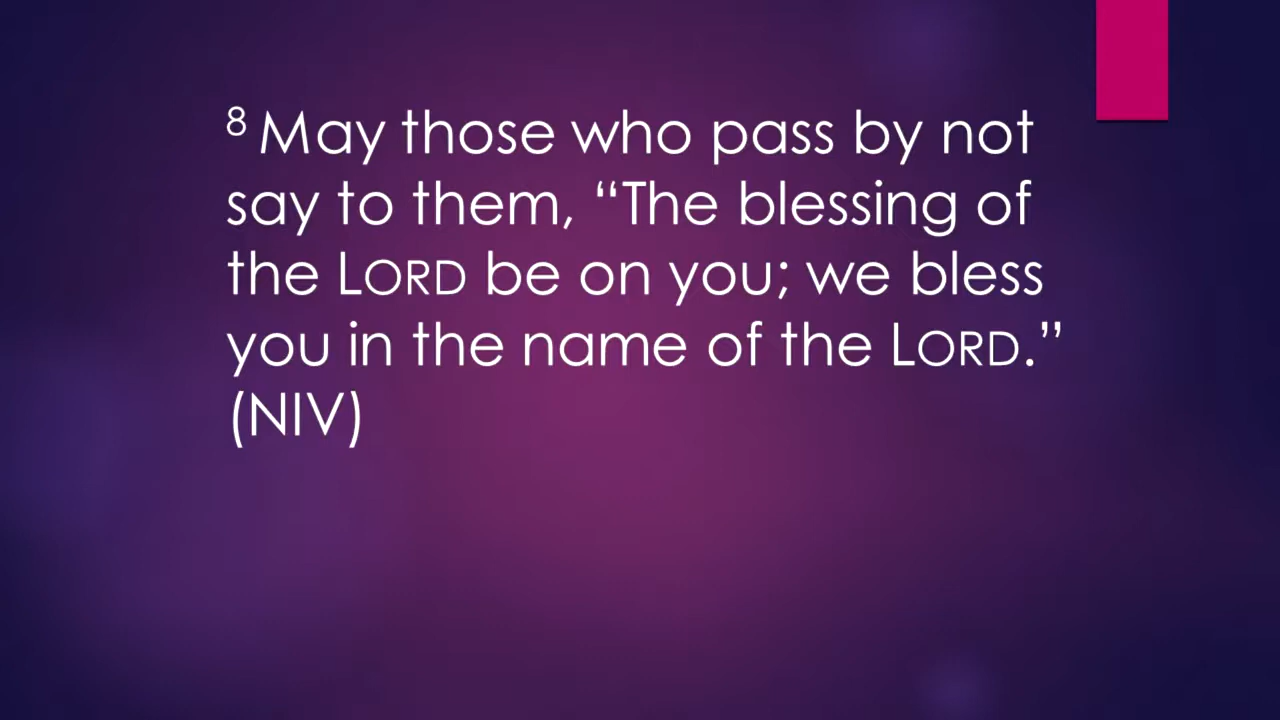 8 May those who pass by not
say to them, “The blessing of
the LORD be on you; we bless
you in the name of the LORD.”
(NIV)